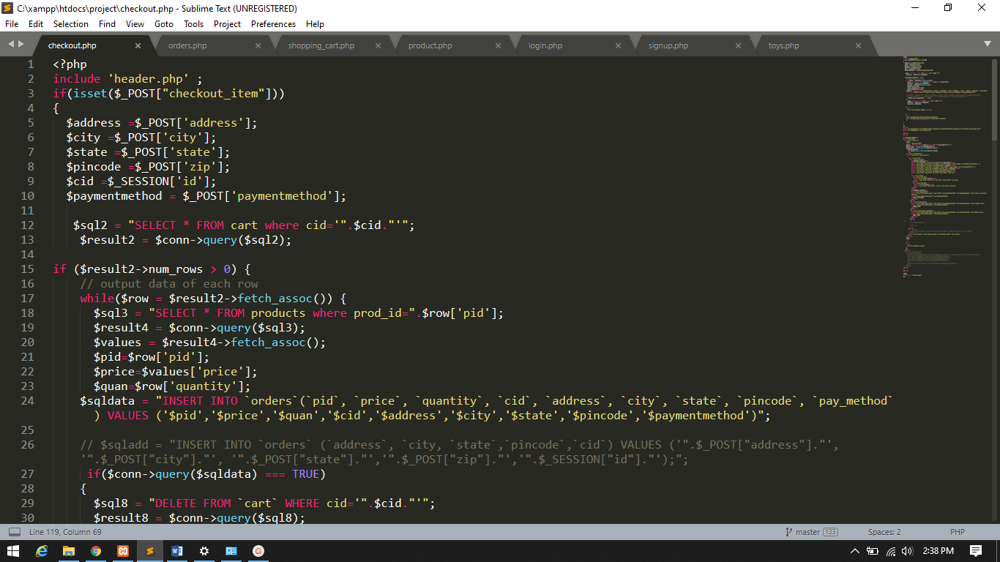 C:\xampp\htdocs\project\checkout.php - Sublime Text (UNREGISTERED)
File Edit Selection Find View Goto Tools Project Preferences Help
checkout.php orders.php shopping_cart.php product.php login.php signup.php toys.php
1 <?php
2 include 'header.php' ;
3 if(isset($_POST["checkout_item"]))
4 {
5 $address =$_POST['address'];
6 $city =$_POST['city'];
7 $state =$_POST['state'];
8 $pincode =$_POST['zip'];
9 $cid =$_SESSION['id'];
10 $paymentmethod = $_POST['paymentmethod'];
11
12 $sql2 = "SELECT * FROM cart where cid='".$cid."'";
13 $result2 = $conn->query($sql2);
14
15 if ($result2->num_rows > 0) {
16 // output data of each row
17 while($row = $result2->fetch_assoc()) {
18 $sql3 = "SELECT * FROM products where prod_id=".$row['pid'];
19 $result4 = $conn->query($sql3);
20 $values = $result4->fetch_assoc();
21 $pid=$row['pid'];
22 $price=$values['price'];
23 $quan=$row['quantity'];
24 $sqldata = "INSERT INTO `orders`(`pid`, `price`, `quantity`, `cid`, `address`, `city`, `state`, `pincode`, `pay_method`
) VALUES ('$pid','$price','$quan','$cid','$address','$city','$state','$pincode','$paymentmethod')";
25
26 // $sqladd = "INSERT INTO `orders` (`address`, `city, `state`,`pincode`,`cid`) VALUES ('".$_POST["address"]."',
'".$_POST["city"]."', '".$_POST["state"]."','".$_POST["zip"]."','".$_SESSION["id"]."');";
27 if($conn->query($sqldata) === TRUE)
28 {
29 $sql8 = "DELETE FROM `cart` WHERE cid='".$cid."'";
30 $result8 = $conn->query($sql8);
Line 119, Column 69 master 133 Spaces: 2 PHP
2:38 PM